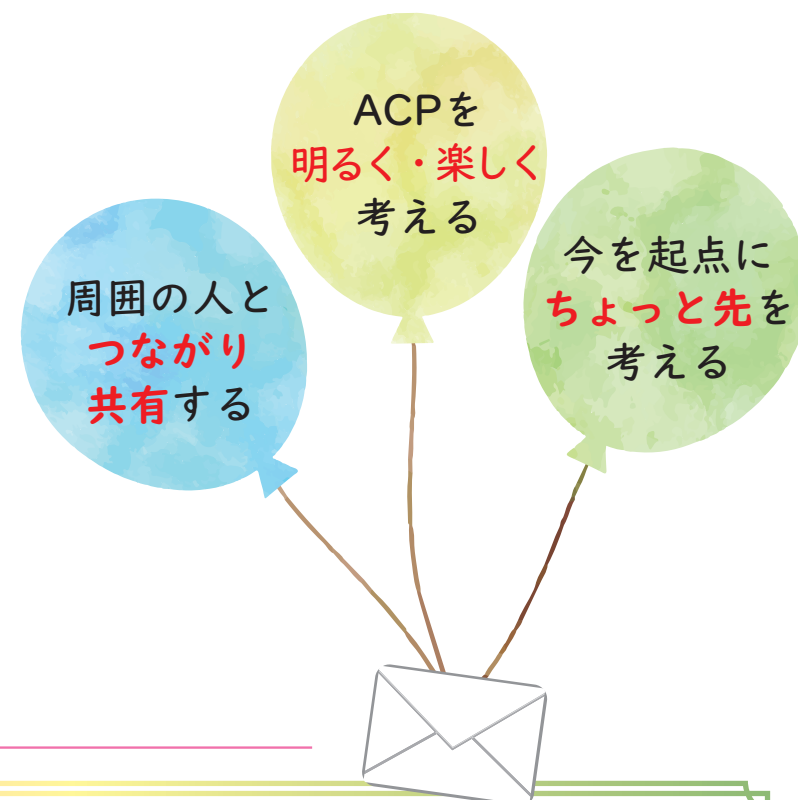 ACPを
明るく・楽しく
考える
周囲の人と
つながり
共有する
今を起点に
ちょっと先を
考える